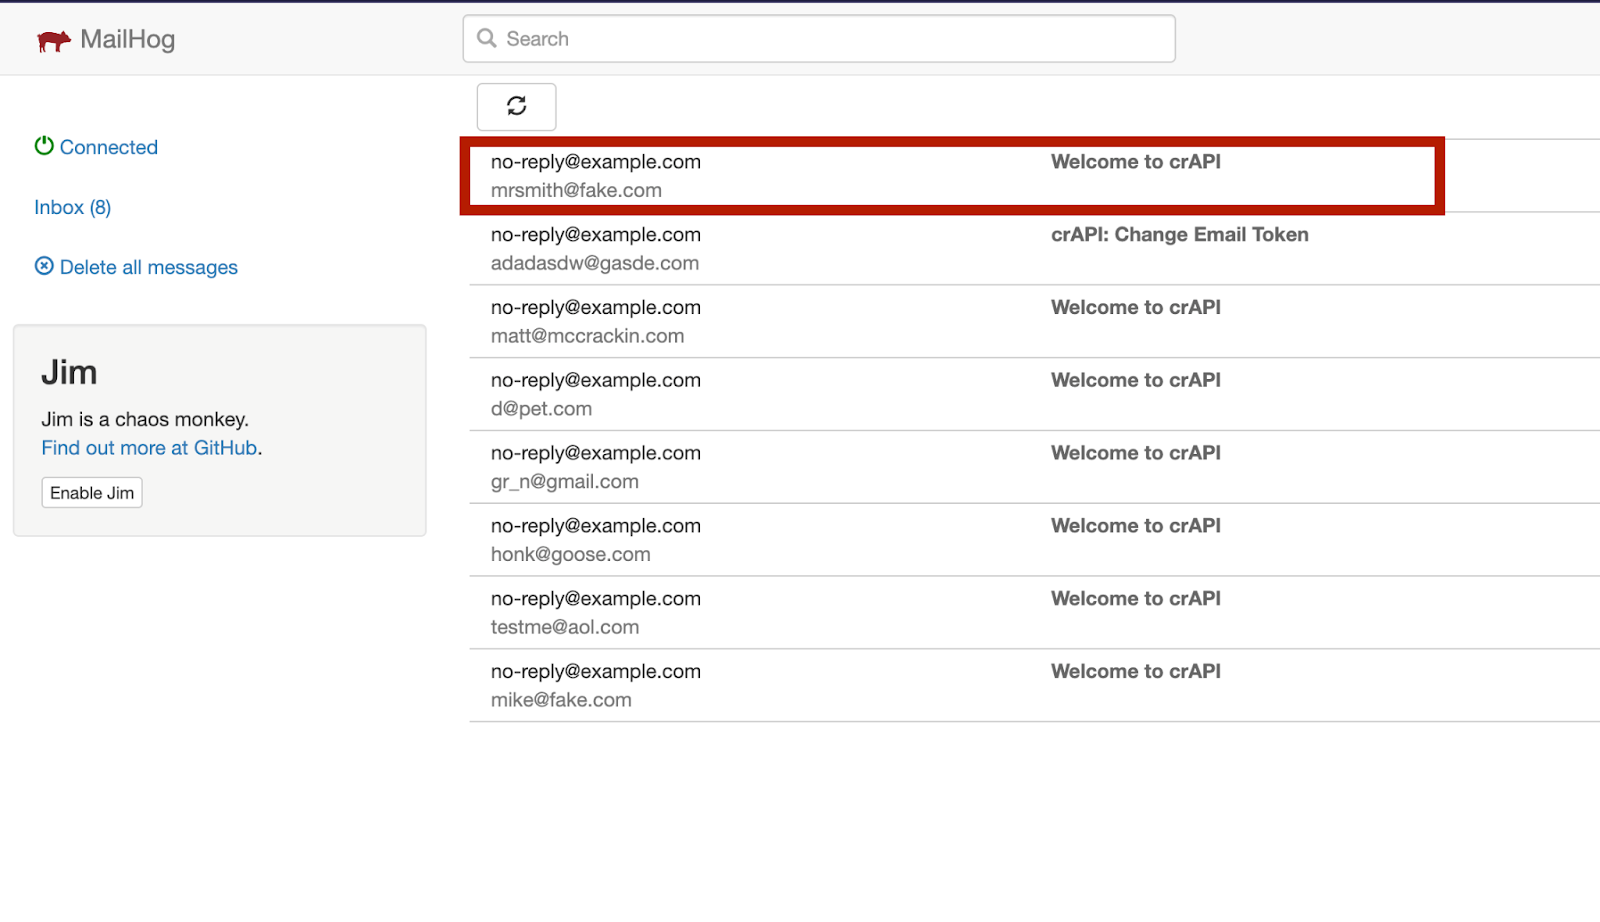 MailHog
Search
Connected
Inbox (8)
Delete all messages
Jim
Jim is a chaos monkey.
Find out more at GitHub.
Enable Jim
no-reply@example.com Welcome to crAPI
mrsmith@fake.com
no-reply@example.com crAPI: Change Email Token
adadasdw@gasde.com
no-reply@example.com Welcome to crAPI
matt@mccrackin.com
no-reply@example.com Welcome to crAPI
d@pet.com
no-reply@example.com Welcome to crAPI
gr_n@gmail.com
no-reply@example.com Welcome to crAPI
honk@goose.com
no-reply@example.com Welcome to crAPI
testme@aol.com
no-reply@example.com Welcome to crAPI
mike@fake.com